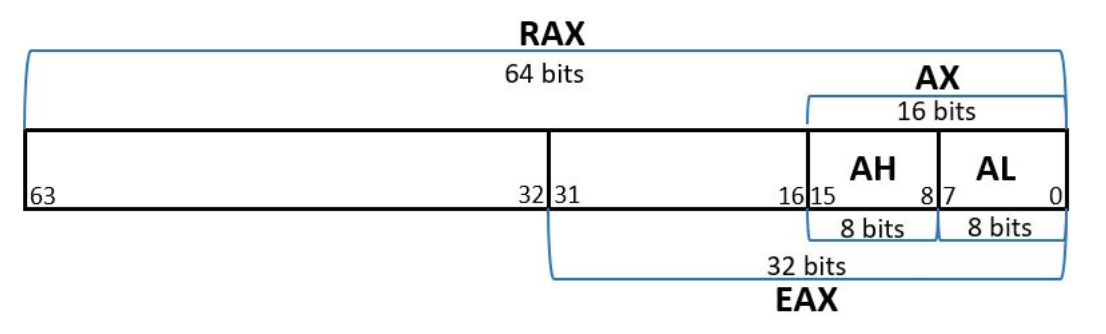 RAX
64 bits
AX
16 bits
AH AL
63 32 31 16 15 8 7 0
8 bits 8 bits
32 bits
EAX